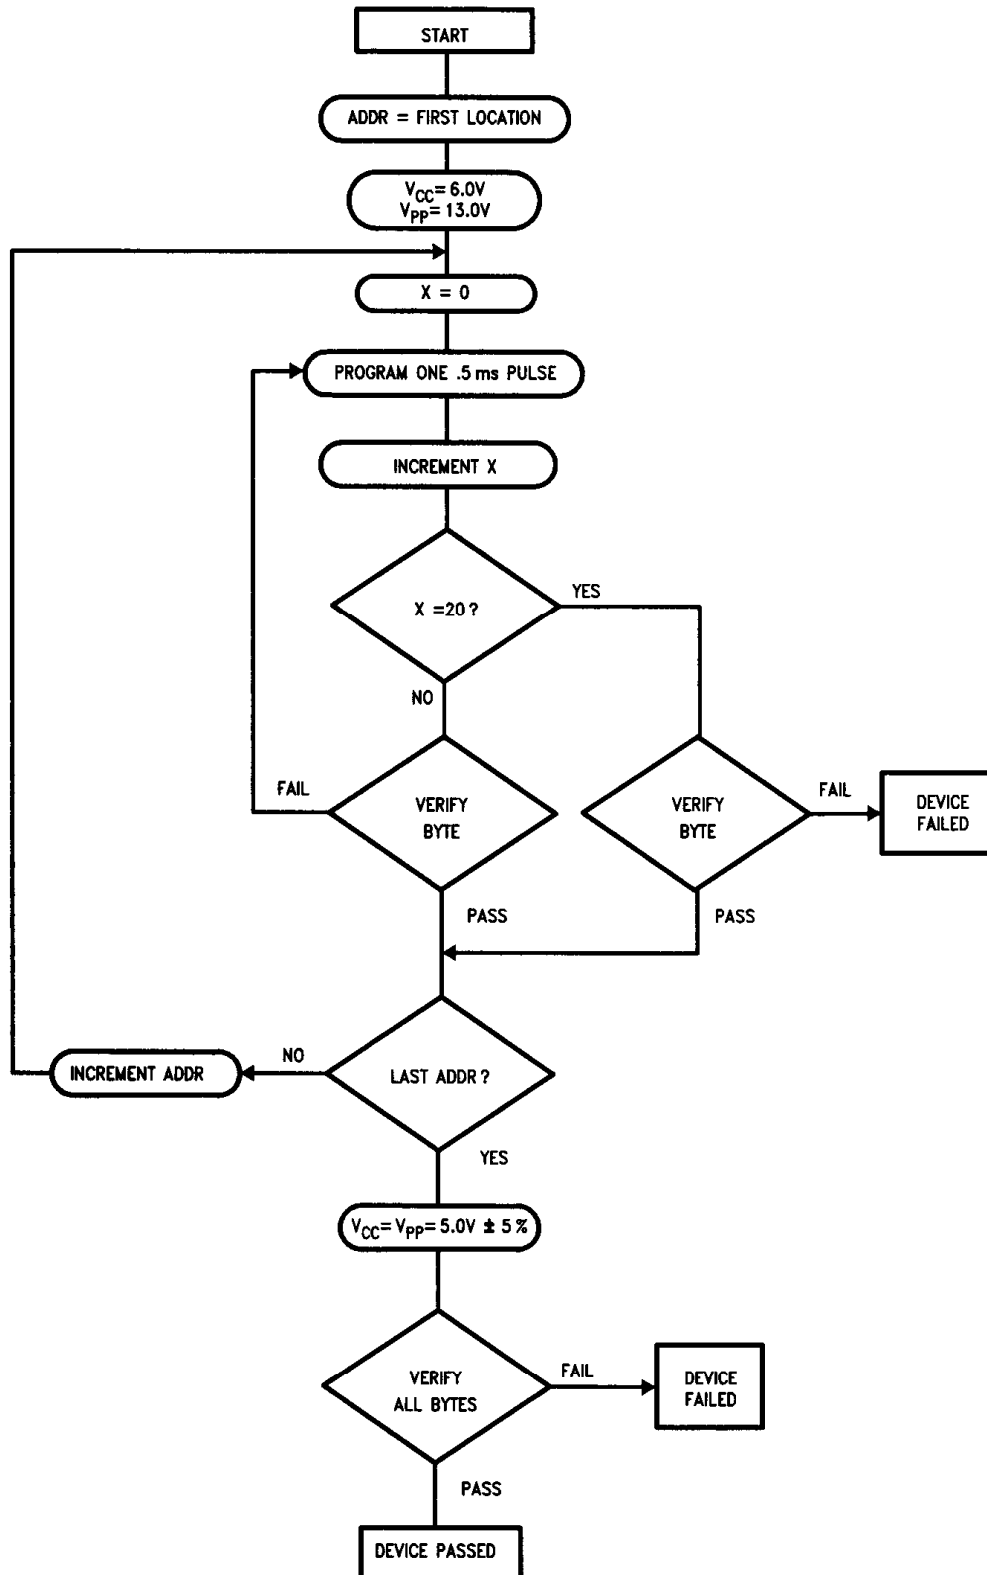 START
ADDR = FIRST LOCATION
VCC= 6.0V
VPP= 13.0V
X = 0
PROGRAM ONE .5 ms PULSE
INCREMENT X
X =20 ?
YES
NO
FAIL
VERIFY
BYTE
VERIFY
BYTE
FAIL
DEVICE
FAILED
PASS
PASS
INCREMENT ADDR
NO
LAST ADDR ?
YES
VCC= VPP= 5.0V ± 5 %
VERIFY
ALL BYTES
FAIL
DEVICE
FAILED
PASS
DEVICE PASSED